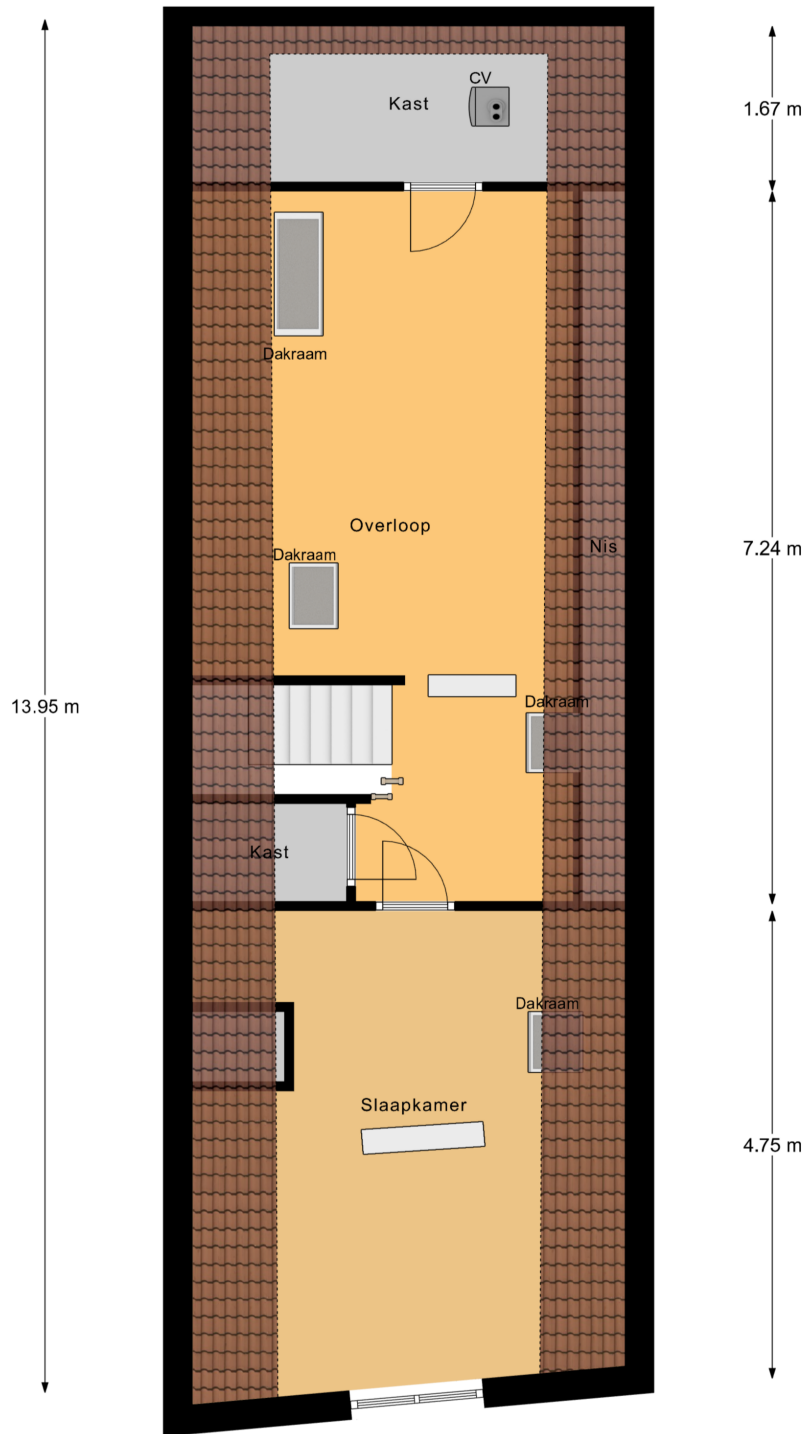 CV
Kast
1.67 m
Dakraam
Overloop
Nis
7.24 m
Dakraam
Dakraam
13.95 m
Kast
Dakraam
Slaapkamer
4.75 m